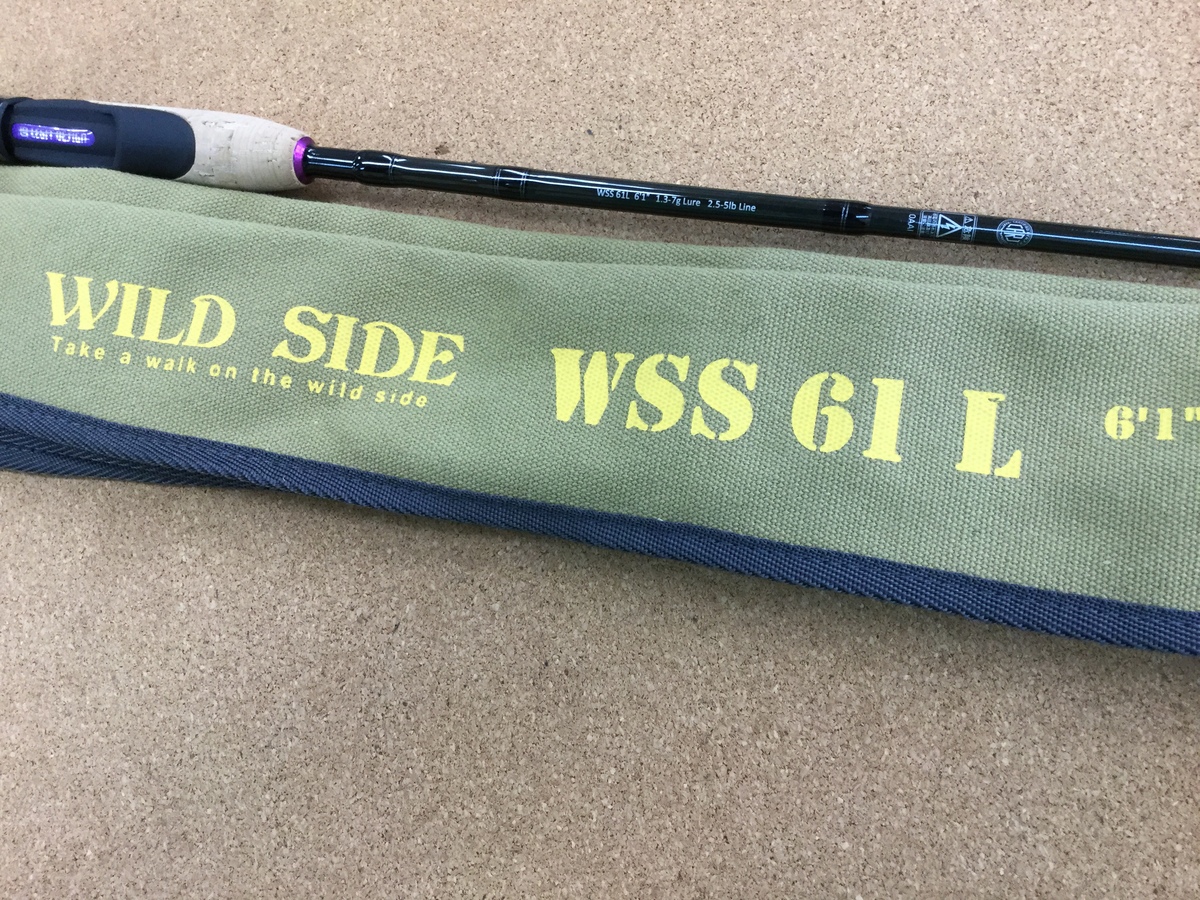 WSS 61L 6'1" 1.3-7g Lure 2.5-5lb Line
0AA
WILD SIDE
Take a walk on the wild side
WSS 61 L 6'1"